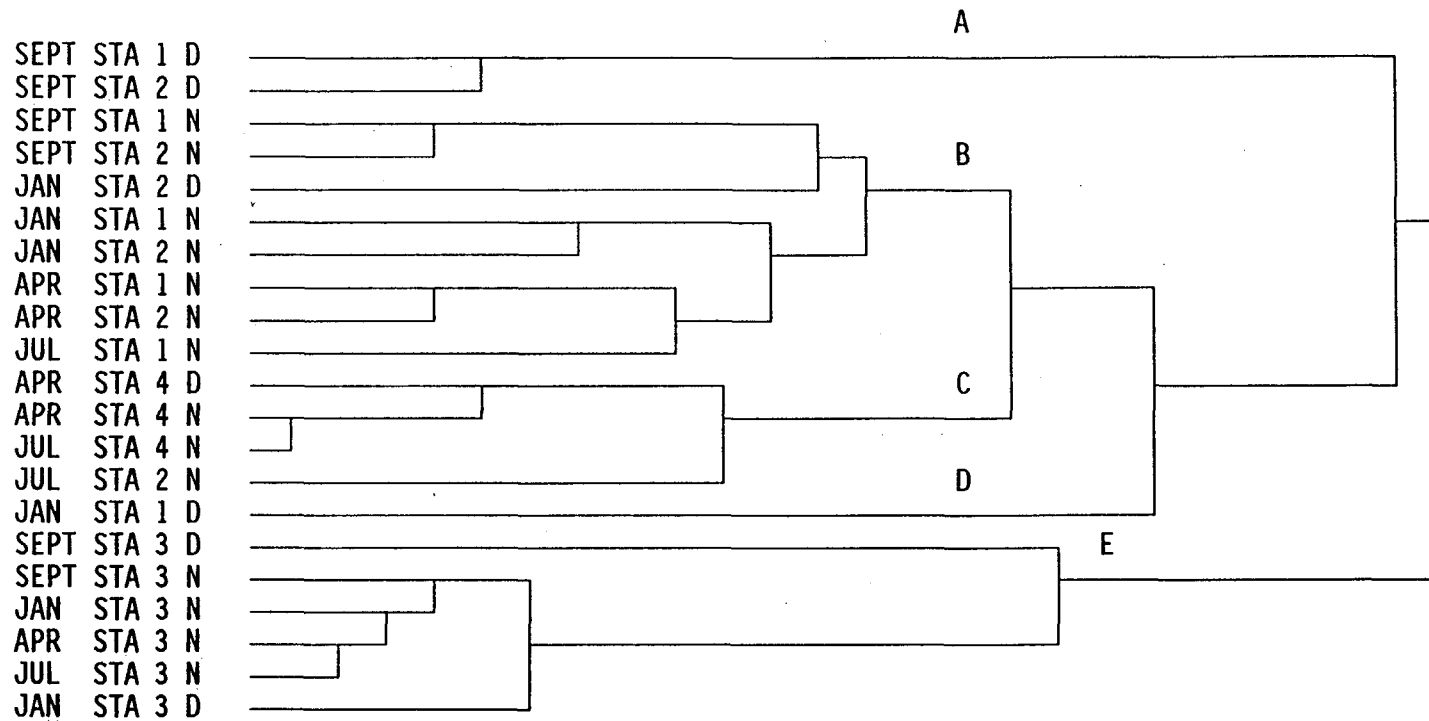 A
SEPT STA 1 D
SEPT STA 2 D
SEPT STA 1 N
SEPT STA 2 N B
JAN STA 2 D
JAN STA 1 N
JAN STA 2 N
APR STA 1 N
APR STA 2 N
JUL STA 1 N
APR STA 4 D C
APR STA 4 N
JUL STA 4 N
JUL STA 2 N D
JAN STA 1 D
SEPT STA 3 D E
SEPT STA 3 N
JAN STA 3 N
APR STA 3 N
JUL STA 3 N
JAN STA 3 D